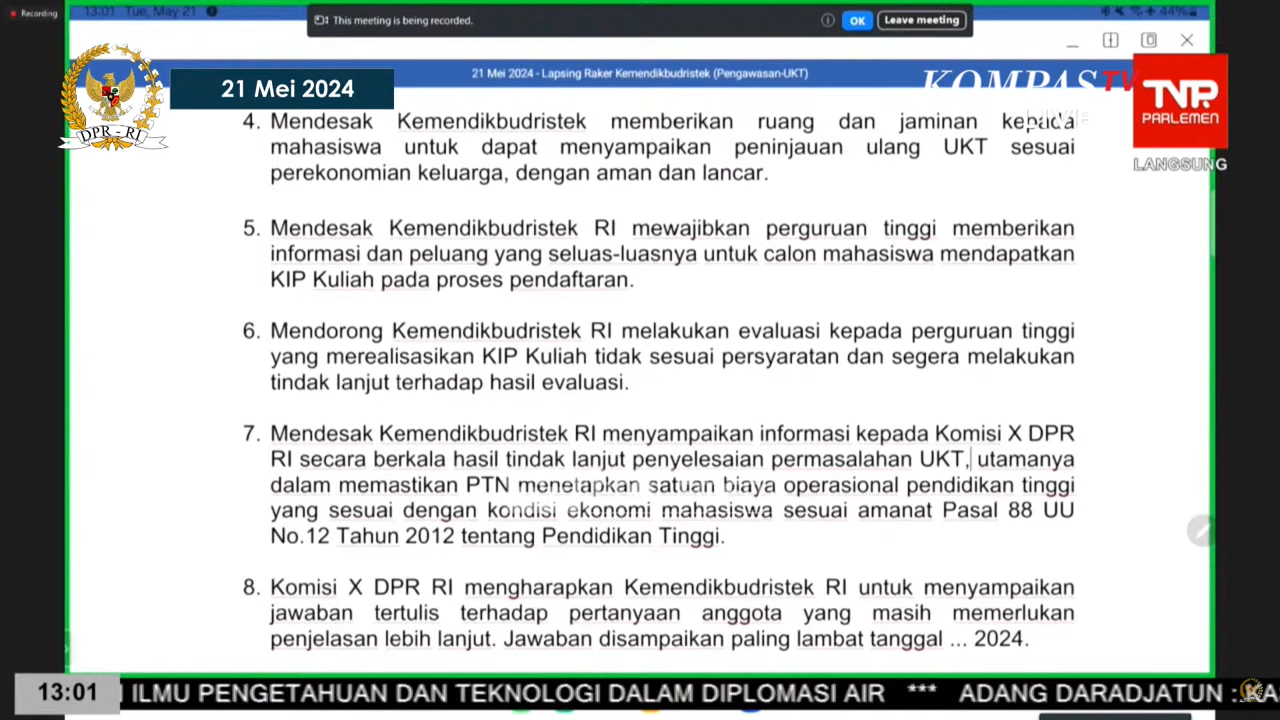 Recording
13:01 Tue, May 21
This meeting is being recorded.
OK
Leave meeting
44%
21 Mei 2024 - Lapsing Raker Kemendikbudristek (Pengawasan-UKT)
DPR - RI
21 Mei 2024
KOMPAS TV
TVR
PARLEMEN
LANGSUNG
4. Mendesak Kemendikbudristek memberikan ruang dan jaminan kepada
mahasiswa untuk dapat menyampaikan peninjauan ulang UKT sesuai
perekonomian keluarga, dengan aman dan lancar.
5. Mendesak Kemendikbudristek RI mewajibkan perguruan tinggi memberikan
informasi dan peluang yang seluas-luasnya untuk calon mahasiswa mendapatkan
KIP Kuliah pada proses pendaftaran.
6. Mendorong Kemendikbudristek RI melakukan evaluasi kepada perguruan tinggi
yang merealisasikan KIP Kuliah tidak sesuai persyaratan dan segera melakukan
tindak lanjut terhadap hasil evaluasi.
7. Mendesak Kemendikbudristek RI menyampaikan informasi kepada Komisi X DPR
RI secara berkala hasil tindak lanjut penyelesaian permasalahan UKT, utamanya
dalam memastikan PTN menetapkan satuan biaya operasional pendidikan tinggi
yang sesuai dengan kondisi ekonomi mahasiswa sesuai amanat Pasal 88 UU
No.12 Tahun 2012 tentang Pendidikan Tinggi.
8. Komisi X DPR RI mengharapkan Kemendikbudristek RI untuk menyampaikan
jawaban tertulis terhadap pertanyaan anggota yang masih memerlukan
penjelasan lebih lanjut. Jawaban disampaikan paling lambat tanggal ... 2024.
13:01 ILMU PENGETAHUAN DAN TEKNOLOGI DALAM DIPLOMASI AIR *** ADANG DARADJATUN :